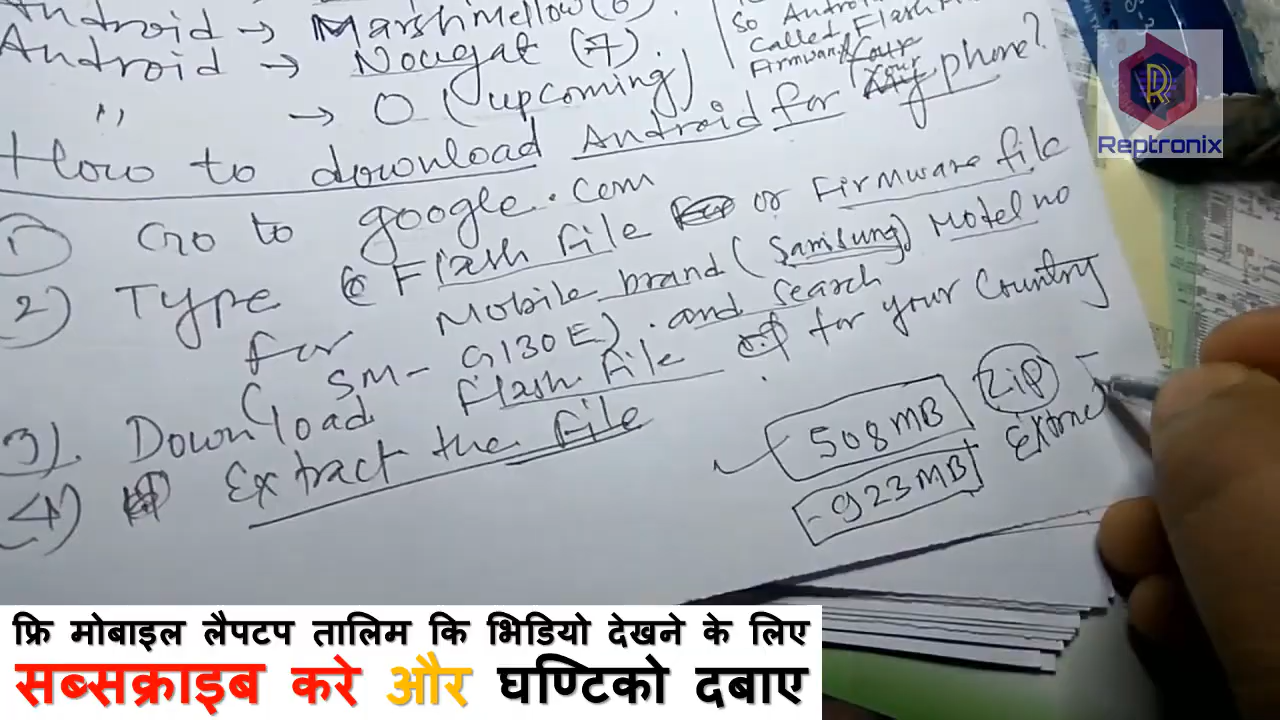 Android → Marshmellow (6).
Android → Nougat (7).
" → O (upcoming)
So Android
Called Flash
Firmware
Your
How to download Android for My phone?
1) Go to google.com
2) Type Flash file or Firmware file
for Mobile brand (Samsung) Motel no
( SM- G130E). and search
3). Download Flash file of for your Country
4) Extract the file
508 MB
ZiP
- 923 MB
Reptronix
फ्रि मोबाइल लैपटप तालिम कि भिडियो देखने के लिए
सब्सक्राइब करे और घण्टिको दबाए